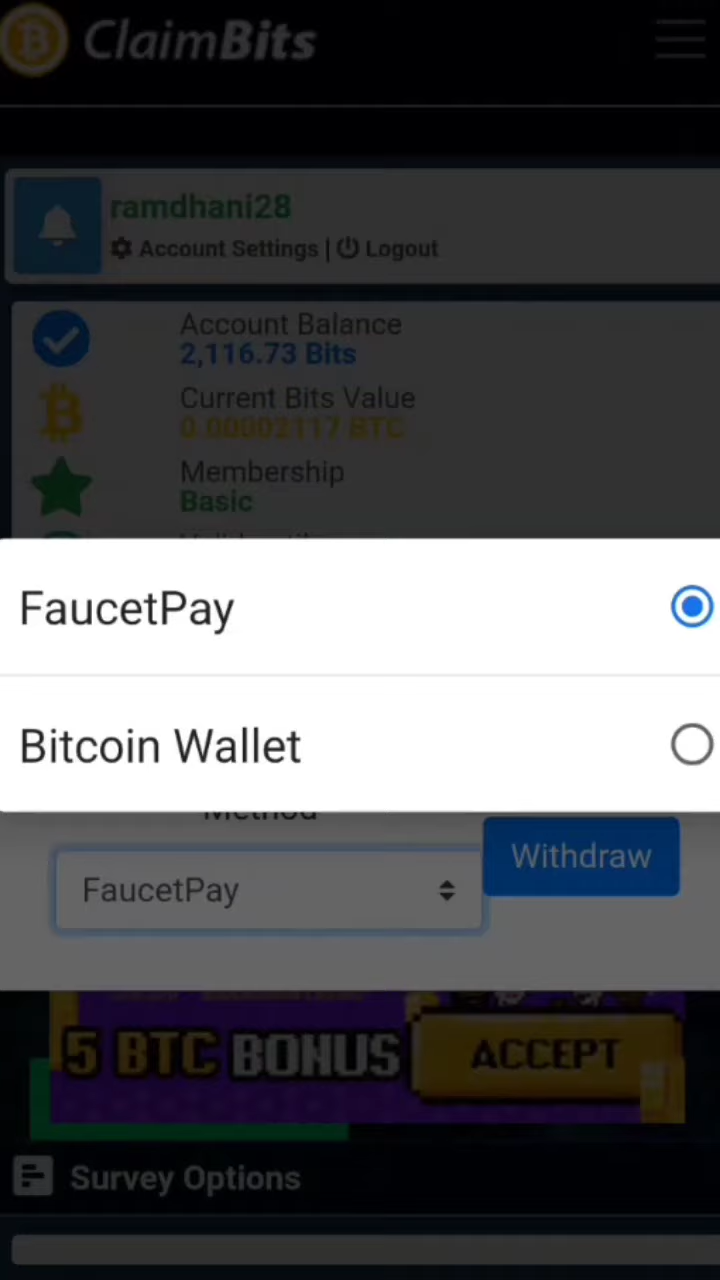 ClaimBits
ramdhani28
Account Settings | Logout
Account Balance
2,116.73 Bits
Current Bits Value
0.00002117 BTC
Membership
Basic
FaucetPay
Bitcoin Wallet
Method
Withdraw
FaucetPay
5 BTC BONUS
ACCEPT
Survey Options